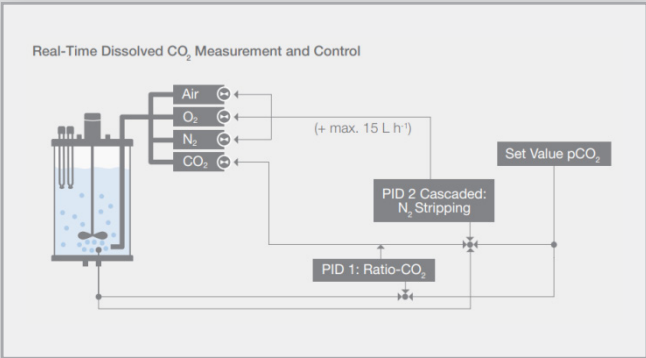 Real-Time Dissolved CO₂ Measurement and Control
Air
O₂
N₂
CO₂
(+ max. 15 L h⁻¹)
Set Value pCO₂
PID 2 Cascaded:
N₂ Stripping
PID 1: Ratio-CO₂